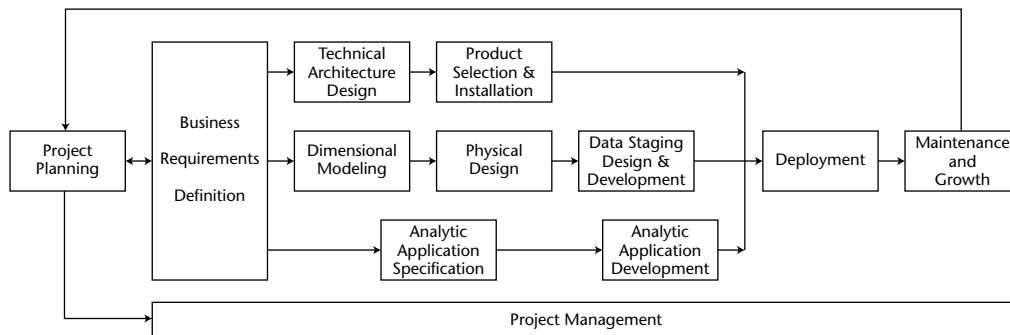 Technical
Architecture
Design
Product
Selection &
Installation
Project
Planning
Business
Requirements
Definition
Dimensional
Modeling
Physical
Design
Data Staging
Design &
Development
Deployment
Maintenance
and
Growth
Analytic
Application
Specification
Analytic
Application
Development
Project Management